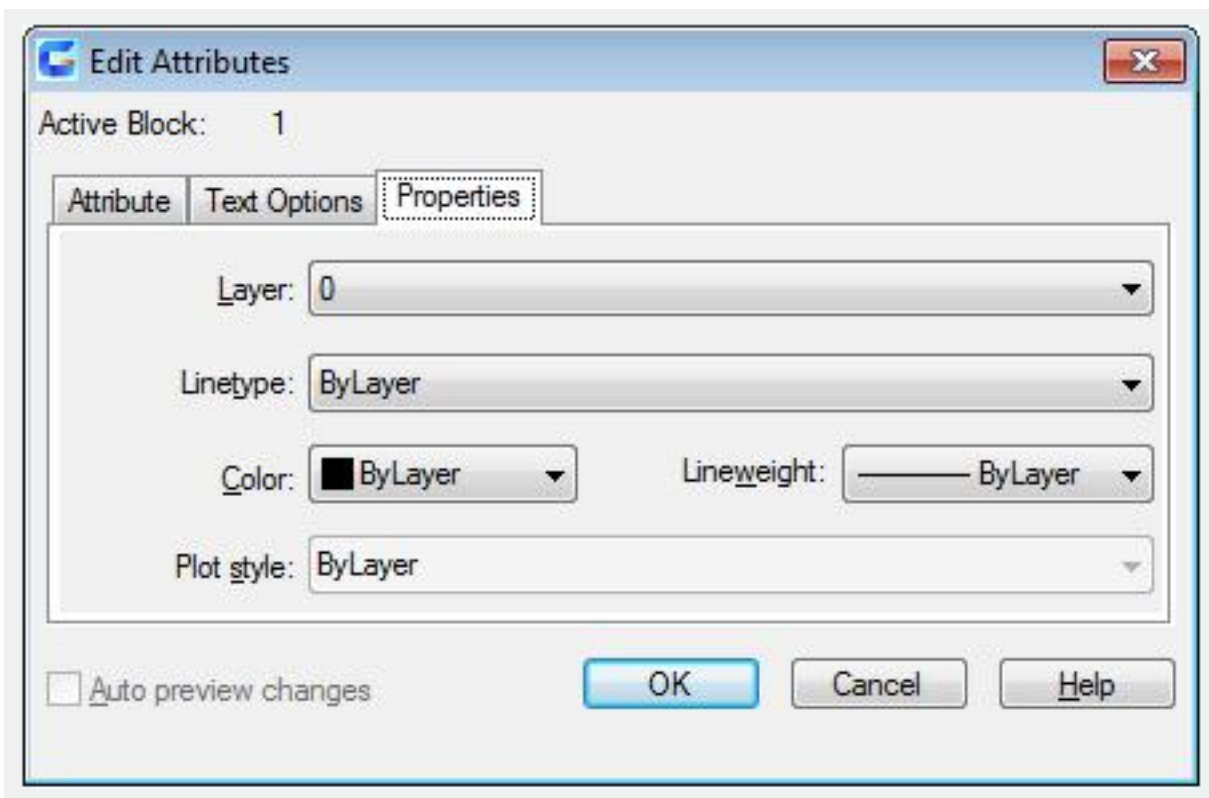 Edit Attributes
Active Block: 1
Attribute Text Options Properties
Layer: 0
Linetype: ByLayer
Color: ByLayer Lineweight: ByLayer
Plot style: ByLayer
Auto preview changes OK Cancel Help